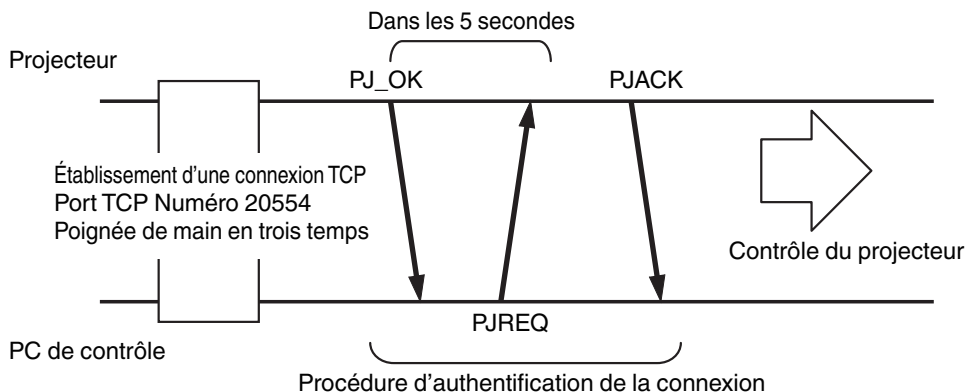 Dans les 5 secondes
Projecteur
PJ_OK
PJACK
Établissement d'une connexion TCP
Port TCP Numéro 20554
Poignée de main en trois temps
Contrôle du projecteur
PJREQ
PC de contrôle
Procédure d'authentification de la connexion